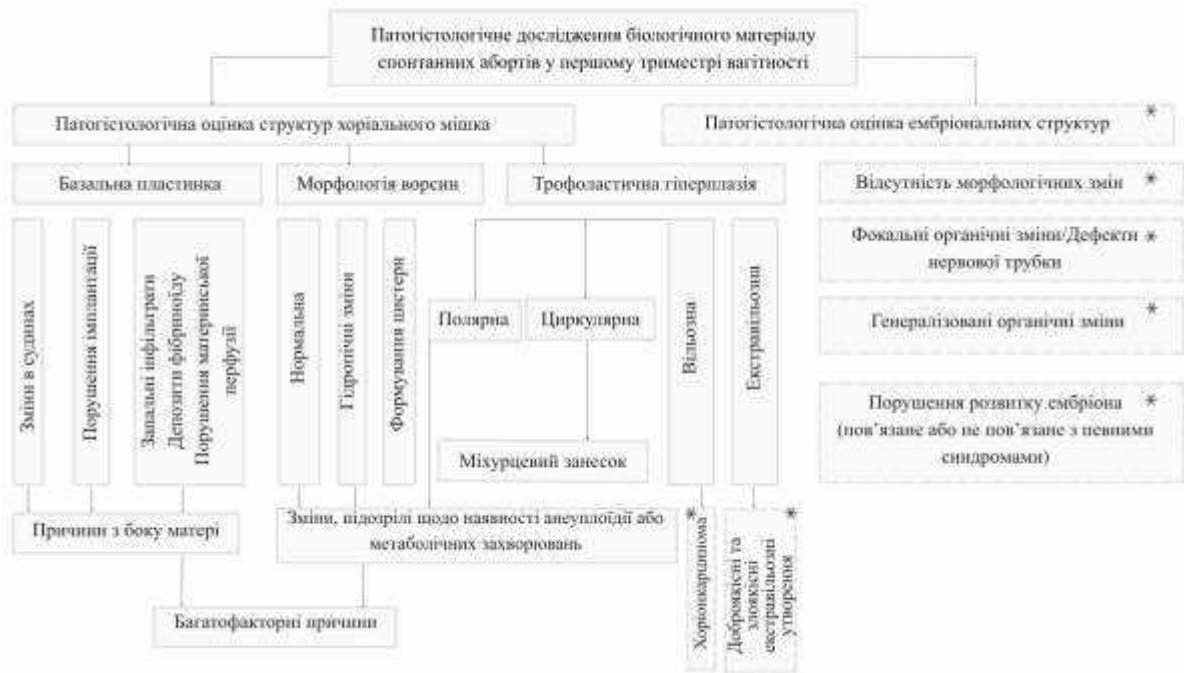 Патогістологічне дослідження біологічного матеріалу
спонтанних абортів у першому триместрі вагітності
Патогістологічна оцінка структур хоріального мішка
Патогістологічна оцінка ембріональних структур *
Базальна пластинка
Морфологія ворсин
Трофоластична гіперплазія
Відсутність морфологічних змін *
Зміни в судинах
Порушення імплантації
Запальні інфільтрати
Депозити фібриноїду
Порушення материнської
перфузії
Нормальна
Гідропічні зміни
Формування цистерн
Полярна
Циркулярна
Вільозна
Екстравільозна
Фокальні органічні зміни/Дефекти *
нервової трубки
Генералізовані органічні зміни *
Порушення розвитку ембріона *
(пов’язане або не пов’язане з певними
синдромами)
Міхурцевий занесок
Причини з боку матері
Зміни, підозрілі щодо наявності анеуплоїдії або
метаболічних захворювань
Хоріонкарцинома *
Доброякісні та *
злоякісні
екстравільозні
утворення
Багатофакторні причини